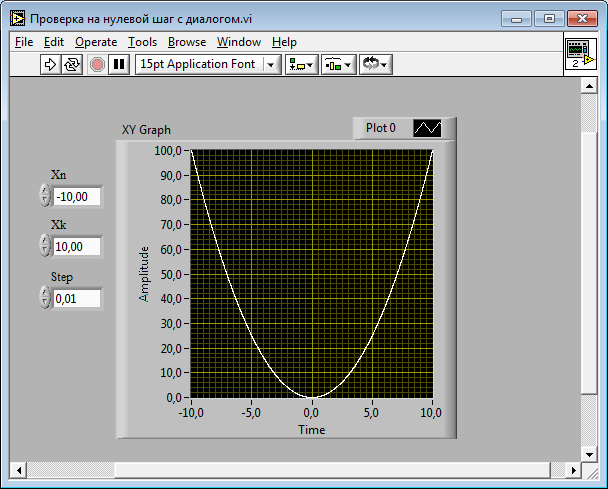 Проверка на нулевой шаг с диалогом.vi
File Edit Operate Tools Browse Window Help
15pt Application Font
2
XY Graph
Plot 0
Xn
-10,00
Xk
10,00
Step
0,01
Amplitude
100,0
90,0
80,0
70,0
60,0
50,0
40,0
30,0
20,0
10,0
0,0
-10,0 -5,0 0,0 5,0 10,0
Time